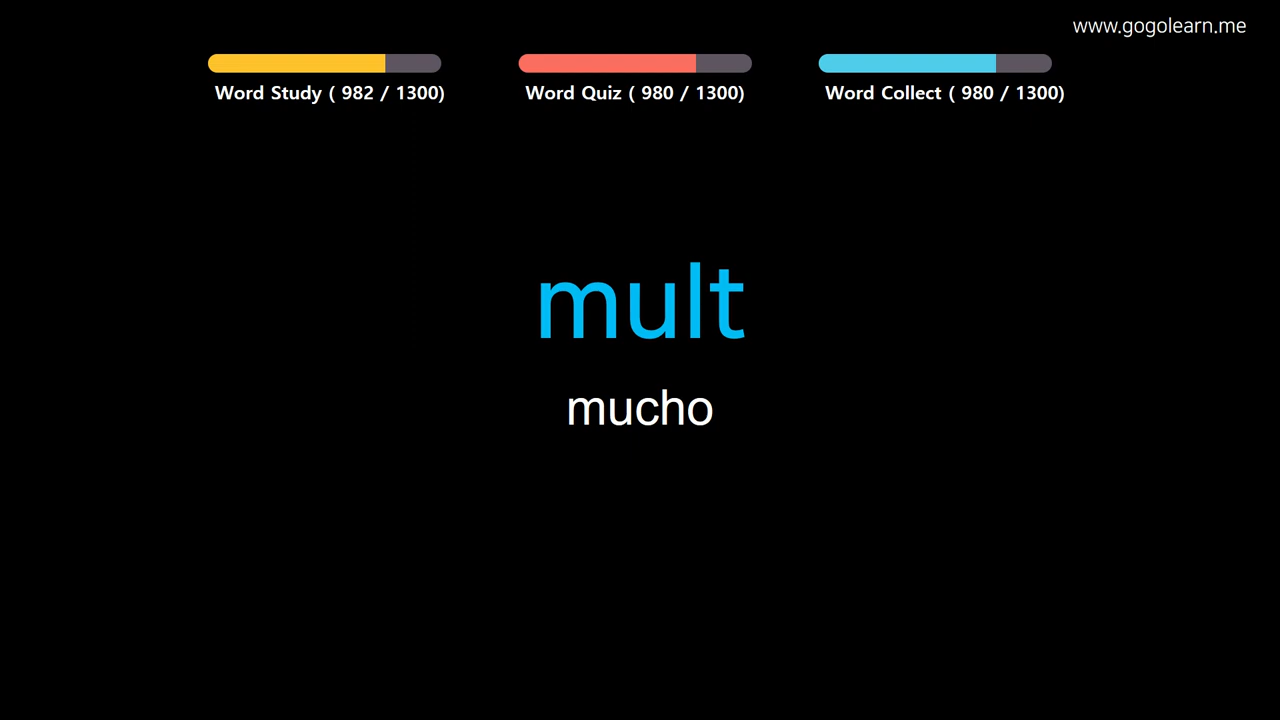 www.gogolearn.me
Word Study ( 982 / 1300)
Word Quiz ( 980 / 1300)
Word Collect ( 980 / 1300)
mult
mucho